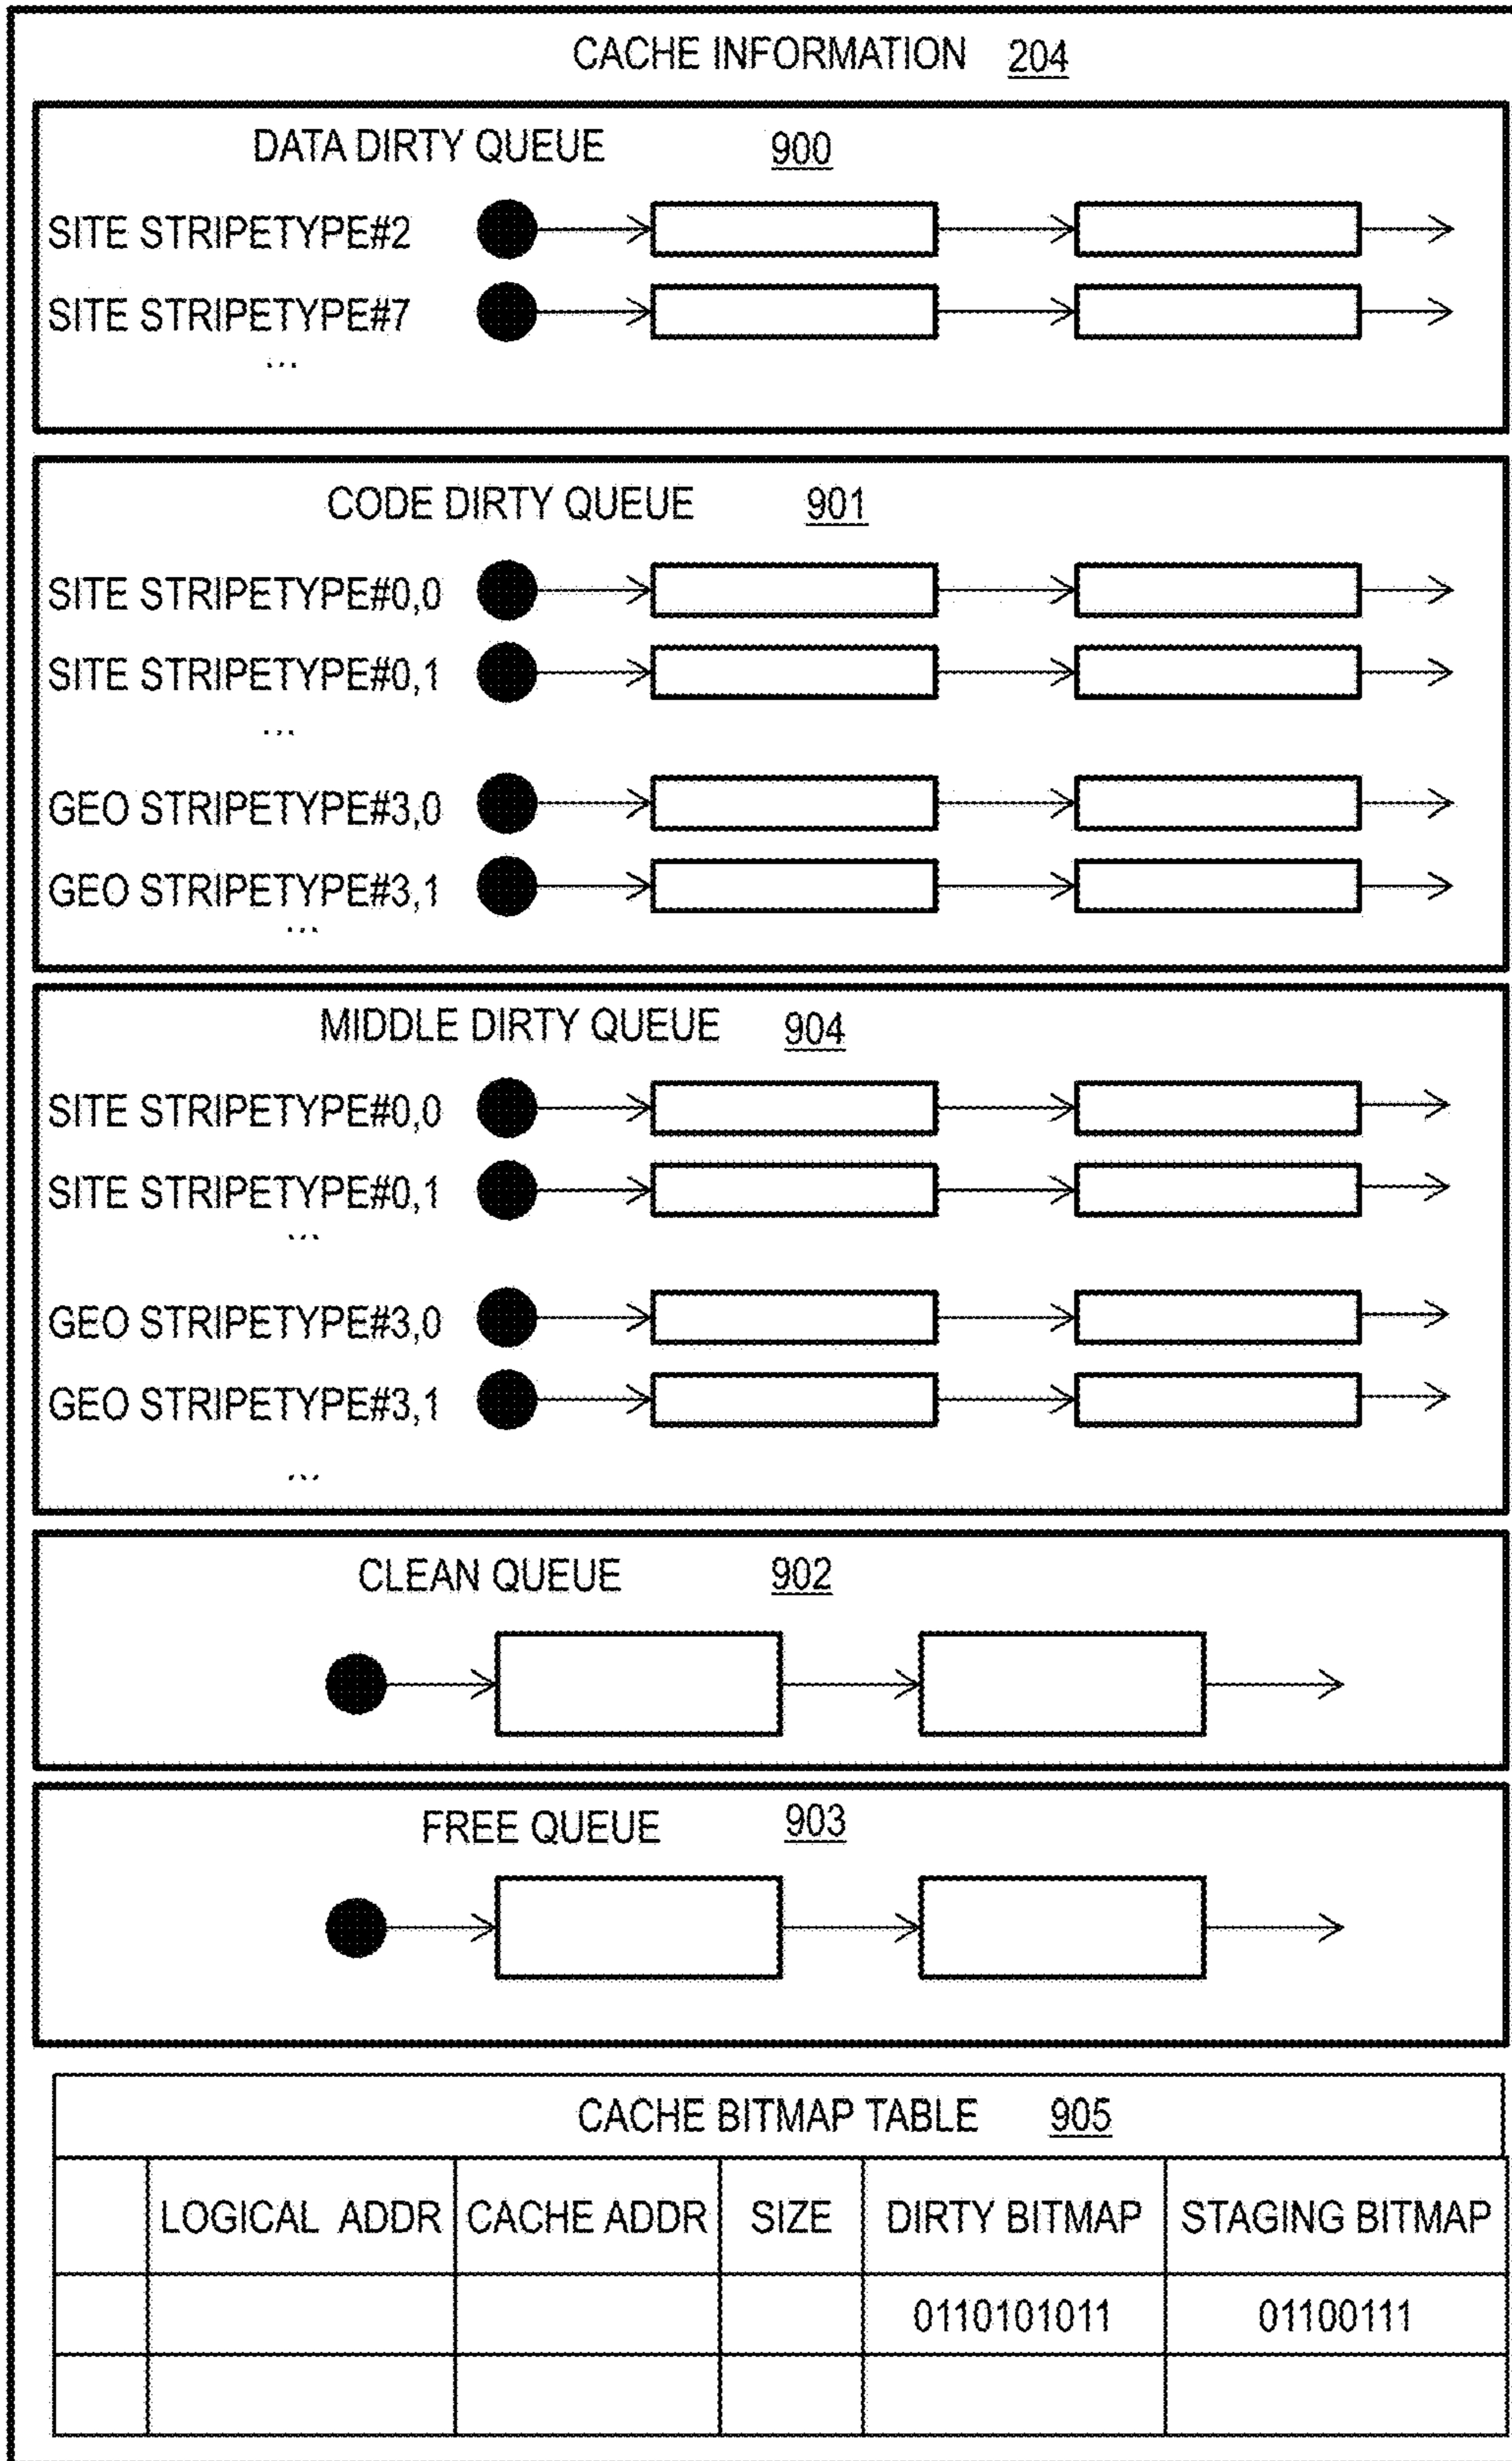 CACHE INFORMATION 204
DATA DIRTY QUEUE 900
SITE STRIPETYPE#2
SITE STRIPETYPE#7
...
CODE DIRTY QUEUE 901
SITE STRIPETYPE#0,0
SITE STRIPETYPE#0,1
...
GEO STRIPETYPE#3,0
GEO STRIPETYPE#3,1
...
MIDDLE DIRTY QUEUE 904
SITE STRIPETYPE#0,0
SITE STRIPETYPE#0,1
...
GEO STRIPETYPE#3,0
GEO STRIPETYPE#3,1
...
CLEAN QUEUE 902
FREE QUEUE 903
CACHE BITMAP TABLE 905
LOGICAL ADDR CACHE ADDR SIZE DIRTY BITMAP STAGING BITMAP
0110101011 01100111